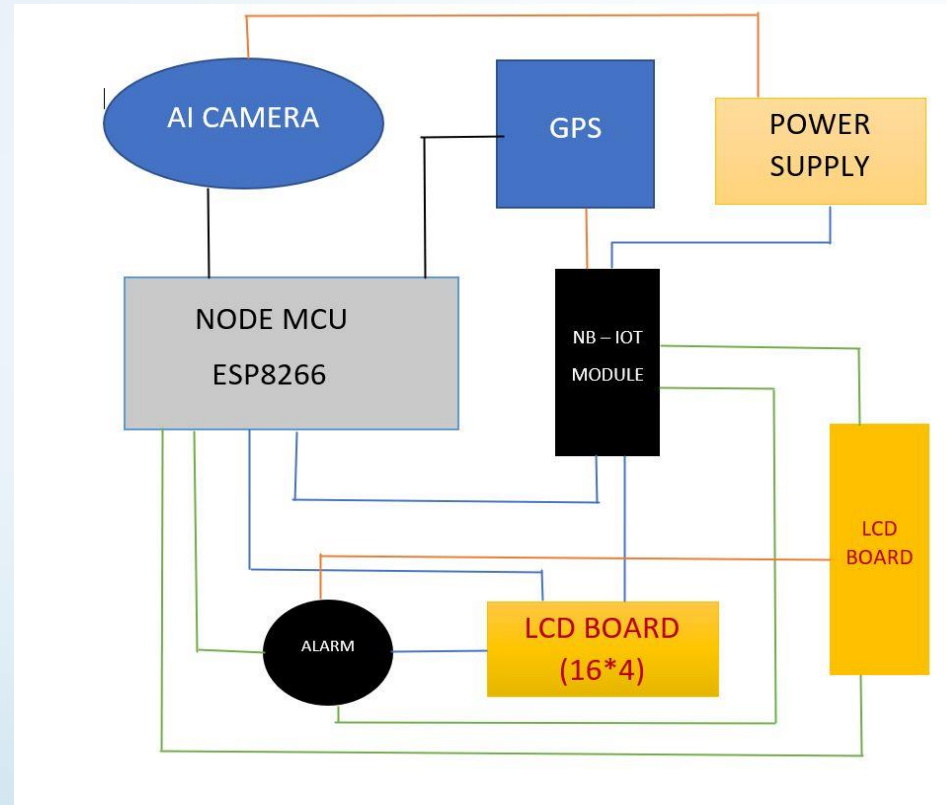 AI CAMERA
GPS
POWER
SUPPLY
NODE MCU
ESP8266
NB – IOT
MODULE
LCD
BOARD
ALARM
LCD BOARD
(16*4)